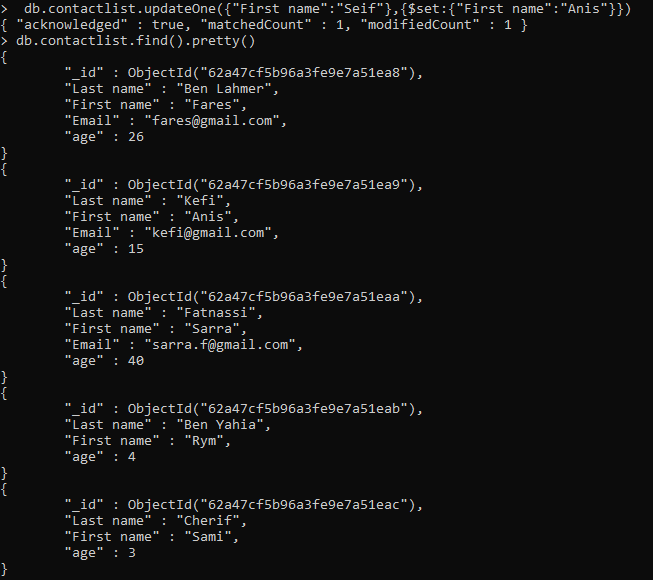 >  db.contactlist.updateOne({"First name":"Seif"},{$set:{"First name":"Anis"}})
{ "acknowledged" : true, "matchedCount" : 1, "modifiedCount" : 1 }
> db.contactlist.find().pretty()
{
        "_id" : ObjectId("62a47cf5b96a3fe9e7a51ea8"),
        "Last name" : "Ben Lahmer",
        "First name" : "Fares",
        "Email" : "fares@gmail.com",
        "age" : 26
}
{
        "_id" : ObjectId("62a47cf5b96a3fe9e7a51ea9"),
        "Last name" : "Kefi",
        "First name" : "Anis",
        "Email" : "kefi@gmail.com",
        "age" : 15
}
{
        "_id" : ObjectId("62a47cf5b96a3fe9e7a51eaa"),
        "Last name" : "Fatnassi",
        "First name" : "Sarra",
        "Email" : "sarra.f@gmail.com",
        "age" : 40
}
{
        "_id" : ObjectId("62a47cf5b96a3fe9e7a51eab"),
        "Last name" : "Ben Yahia",
        "First name" : "Rym",
        "age" : 4
}
{
        "_id" : ObjectId("62a47cf5b96a3fe9e7a51eac"),
        "Last name" : "Cherif",
        "First name" : "Sami",
        "age" : 3
}